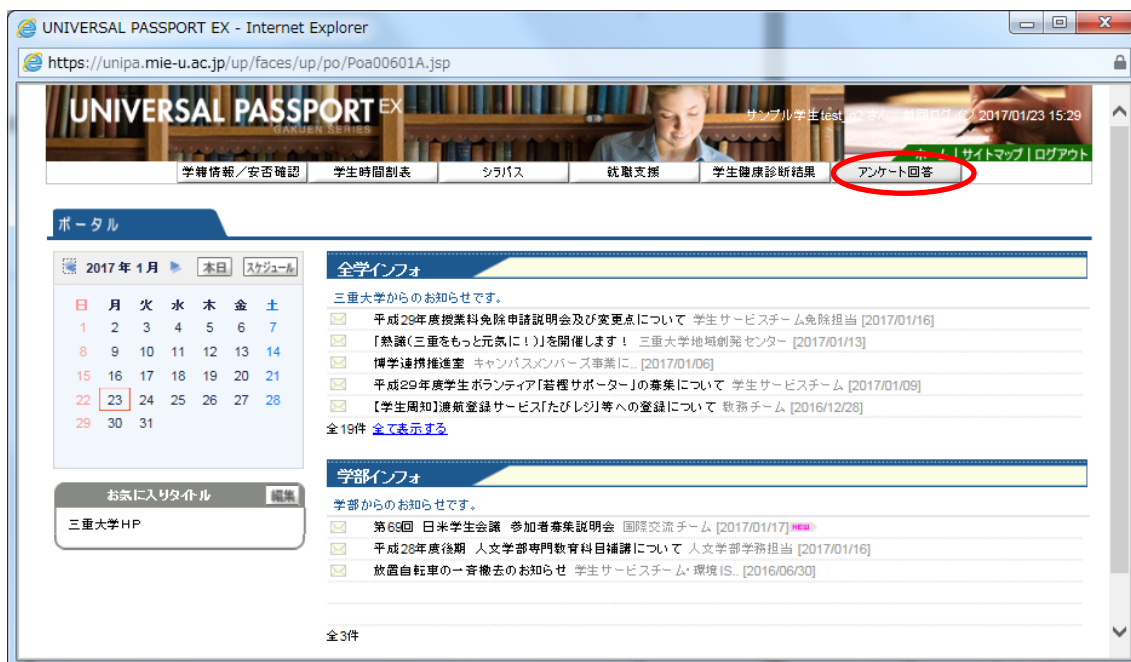 UNIVERSAL PASSPORT EX - Internet Explorer
https://unipa.mie-u.ac.jp/up/faces/up/po/Poa00601A.jsp
UNIVERSAL PASSPORT EX
GAKUEN SERIES
サンプル学生test 2017/01/23 15:29
ホーム | サイトマップ | ログアウト
学籍情報/安否確認 学生時間割表 シラバス 就職支援 学生健康診断結果 アンケート回答
ポータル
2017年 1月 本日 スケジュール
日 月 火 水 木 金 土
1 2 3 4 5 6 7
8 9 10 11 12 13 14
15 16 17 18 19 20 21
22 23 24 25 26 27 28
29 30 31
お気に入りタイトル 編集
三重大学HP
全学インフォ
三重大学からのお知らせです。
平成29年度授業料免除申請説明会及び変更点について 学生サービスチーム免除担当 [2017/01/16]
「熱議(三重をもっと元気に!)」を開催します! 三重大学地域創発センター [2017/01/13]
博学連携推進室 キャンパスメンバーズ事業に.. [2017/01/06]
平成29年度学生ボランティア「若樫サポーター」の募集について 学生サービスチーム [2017/01/09]
【学生周知】渡航登録サービス「たびレジ」等への登録について 教務チーム [2016/12/28]
全19件 全て表示する
学部インフォ
学部からのお知らせです。
第69回 日米学生会議 参加者募集説明会 国際交流チーム [2017/01/17] NEW
平成28年度後期 人文学部専門教育科目補講について 人文学部学務担当 [2017/01/16]
放置自転車の一斉撤去のお知らせ 学生サービスチーム・環境IS.. [2016/06/30]
全3件